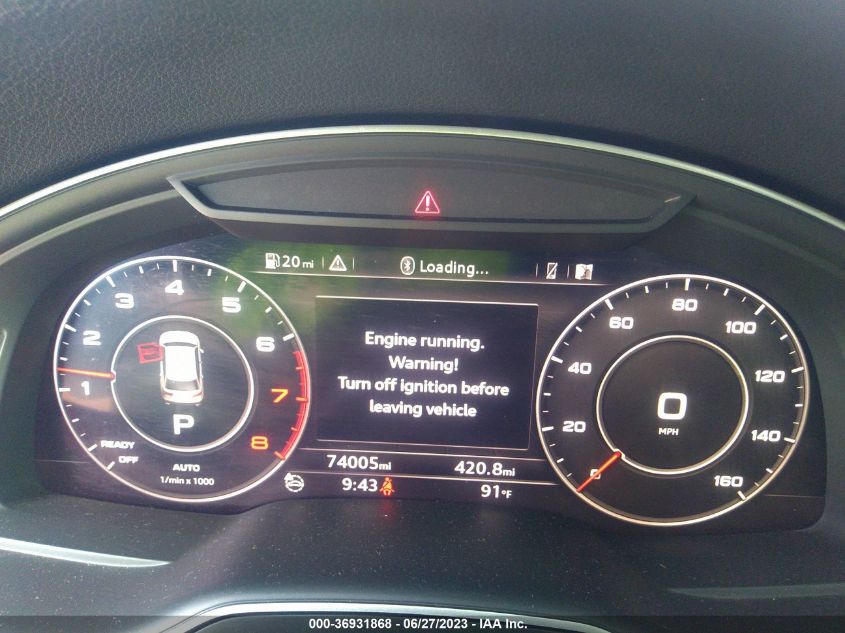 20 mi
Loading...
Engine running.
Warning!
Turn off ignition before
leaving vehicle
1
2
3
4
5
6
7
8
P
READY
OFF
AUTO
1/min x 1000
0
20
40
60
80
100
120
140
160
0
MPH
74005mi
420.8mi
9:43
91°F
000-36931868 - 06/27/2023 - IAA Inc.